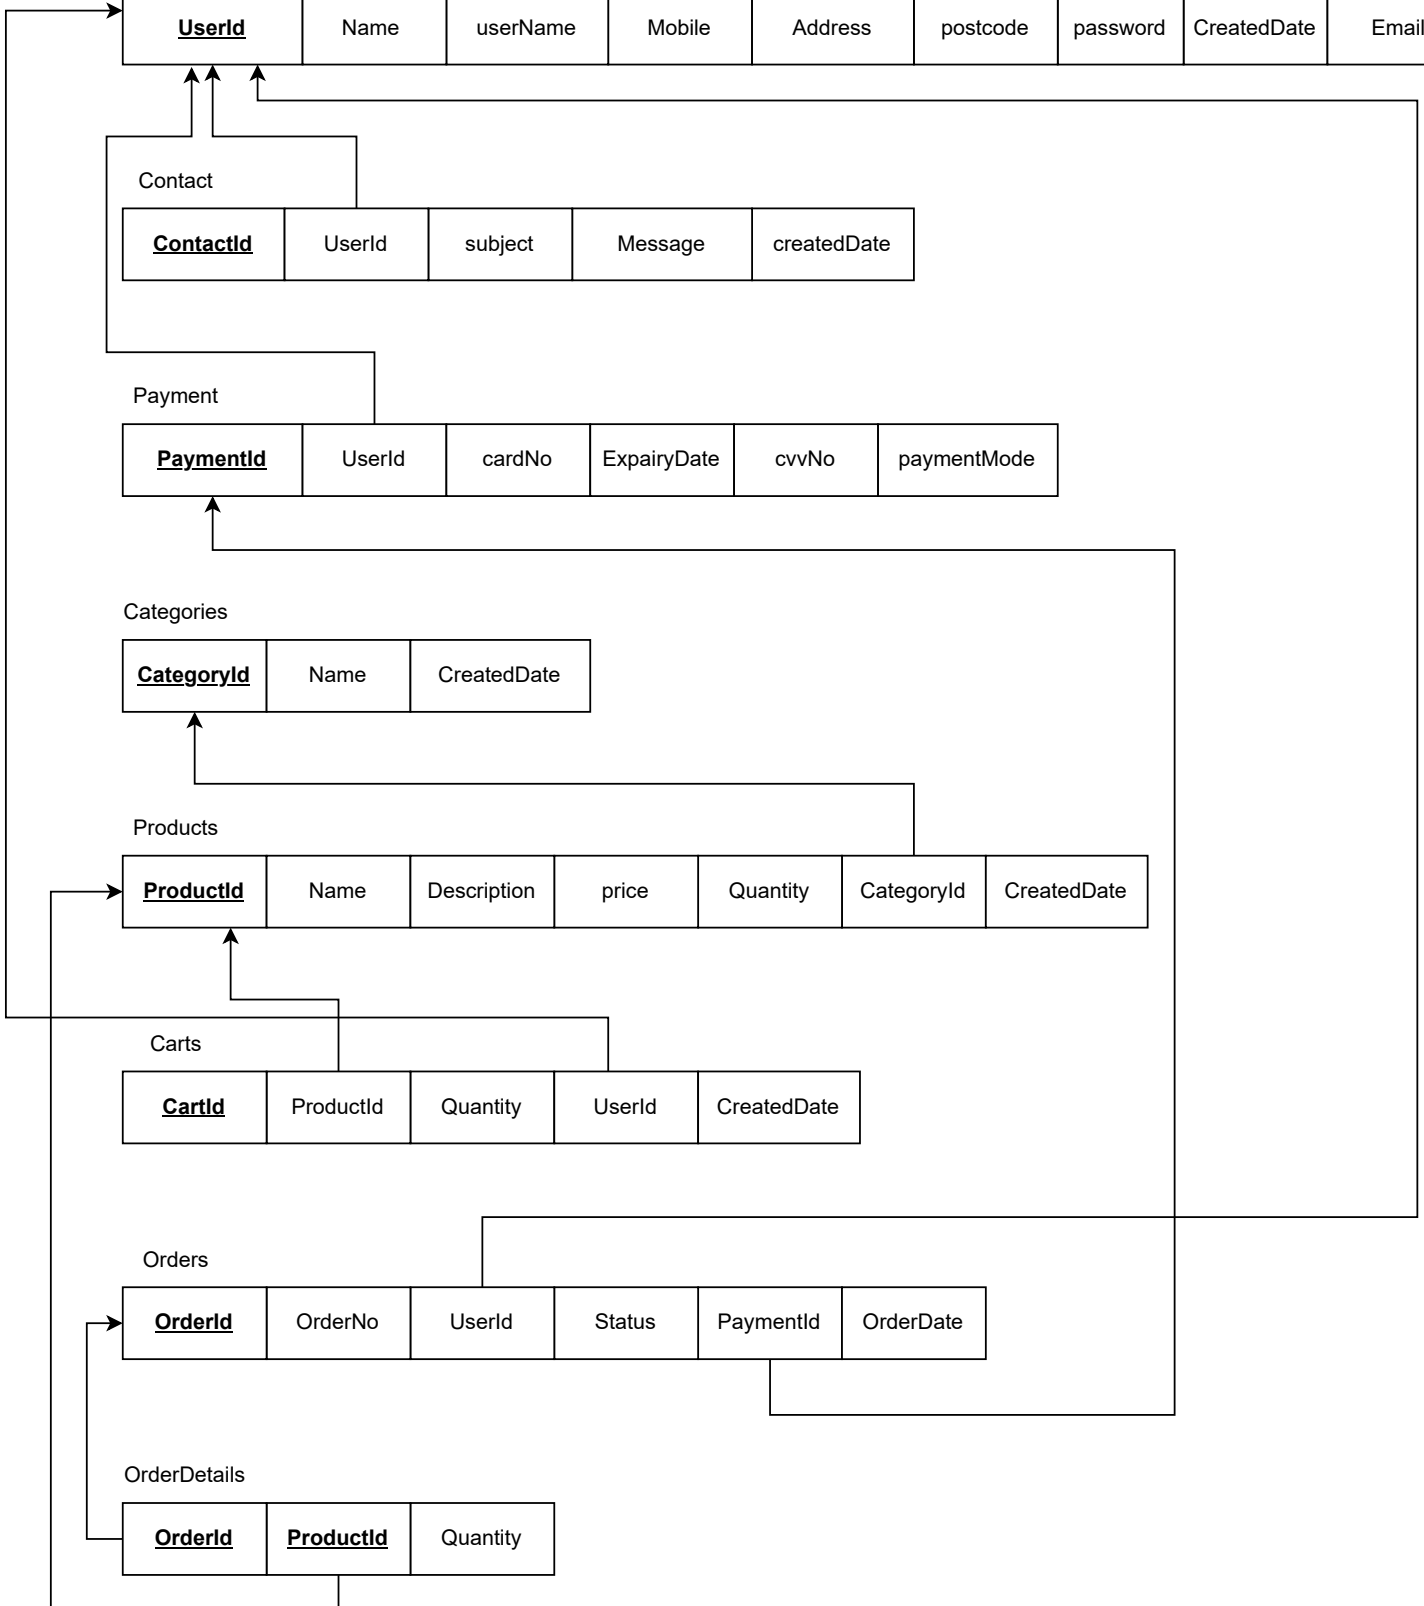 UserId Name userName Mobile Address postcode password CreatedDate Email
Contact
ContactId UserId subject Message createdDate
Payment
PaymentId UserId cardNo ExpairyDate cvvNo paymentMode
Categories
CategoryId Name CreatedDate
Products
ProductId Name Description price Quantity CategoryId CreatedDate
Carts
CartId ProductId Quantity UserId CreatedDate
Orders
OrderId OrderNo UserId Status PaymentId OrderDate
OrderDetails
OrderId ProductId Quantity